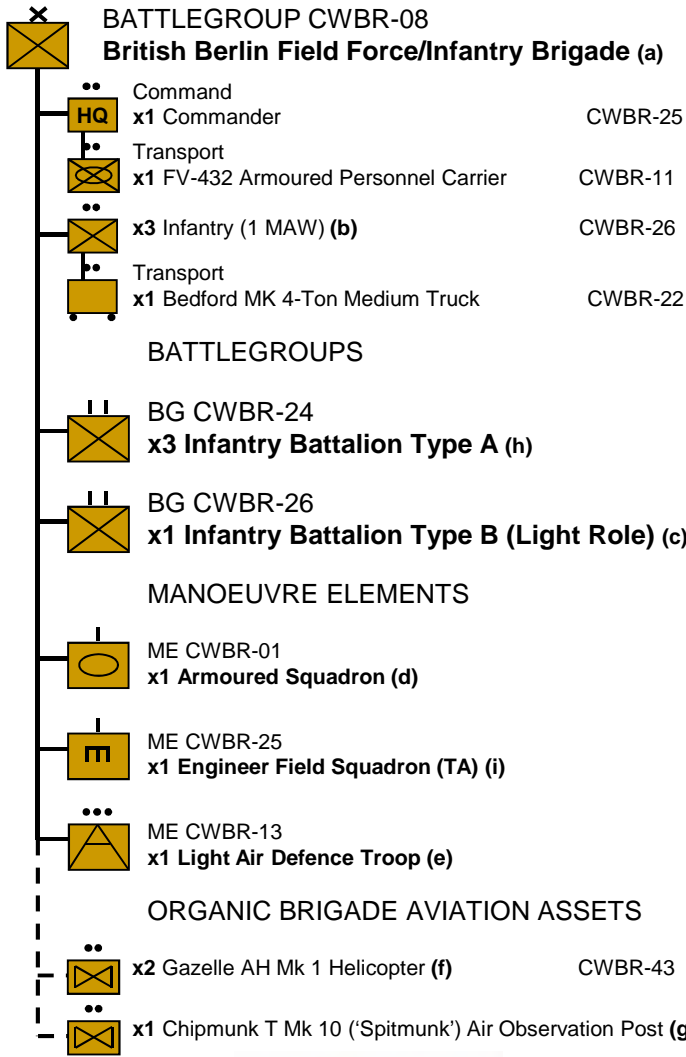 BATTLEGROUP CWBR-08
British Berlin Field Force/Infantry Brigade (a)
Command
HQ x1 Commander CWBR-25
Transport
x1 FV-432 Armoured Personnel Carrier CWBR-11
x3 Infantry (1 MAW) (b) CWBR-26
Transport
x1 Bedford MK 4-Ton Medium Truck CWBR-22
BATTLEGROUPS
BG CWBR-24
x3 Infantry Battalion Type A (h)
BG CWBR-26
x1 Infantry Battalion Type B (Light Role) (c)
MANOEUVRE ELEMENTS
ME CWBR-01
x1 Armoured Squadron (d)
ME CWBR-25
x1 Engineer Field Squadron (TA) (i)
ME CWBR-13
x1 Light Air Defence Troop (e)
ORGANIC BRIGADE AVIATION ASSETS
x2 Gazelle AH Mk 1 Helicopter (f) CWBR-43
x1 Chipmunk T Mk 10 (‘Spitmunk’) Air Observation Post (g